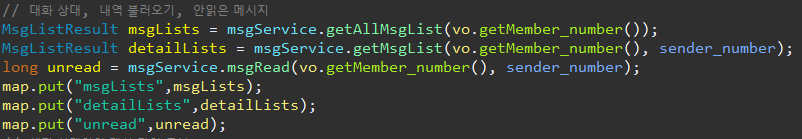 // 대화 상대, 내역 불러오기, 안읽은 메시지
MsgListResult msgLists = msgService.getAllMsgList(vo.getMember_number());
MsgListResult detailLists = msgService.getMsgList(vo.getMember_number(), sender_number);
long unread = msgService.msgRead(vo.getMember_number(), sender_number);
map.put("msgLists",msgLists);
map.put("detailLists",detailLists);
map.put("unread",unread);